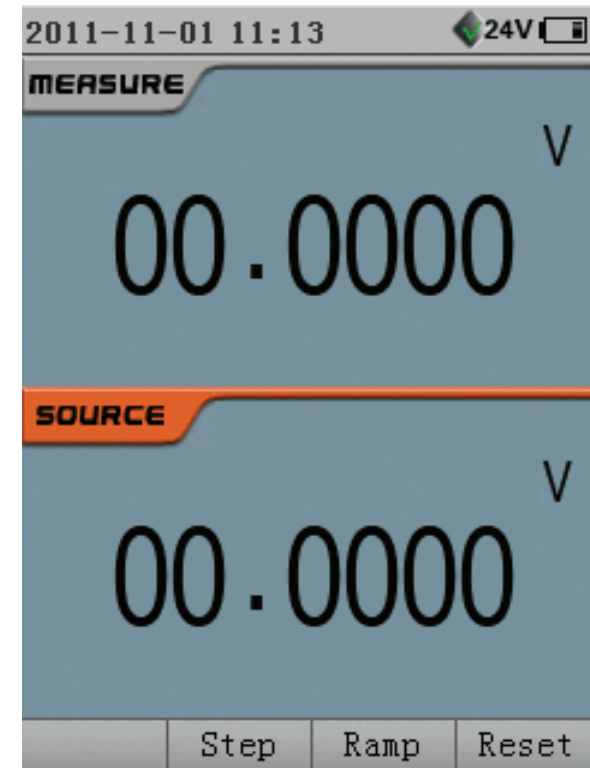 2011-11-01 11:13 24V
MEASURE
V
00.0000
SOURCE
V
00.0000
Step Ramp Reset